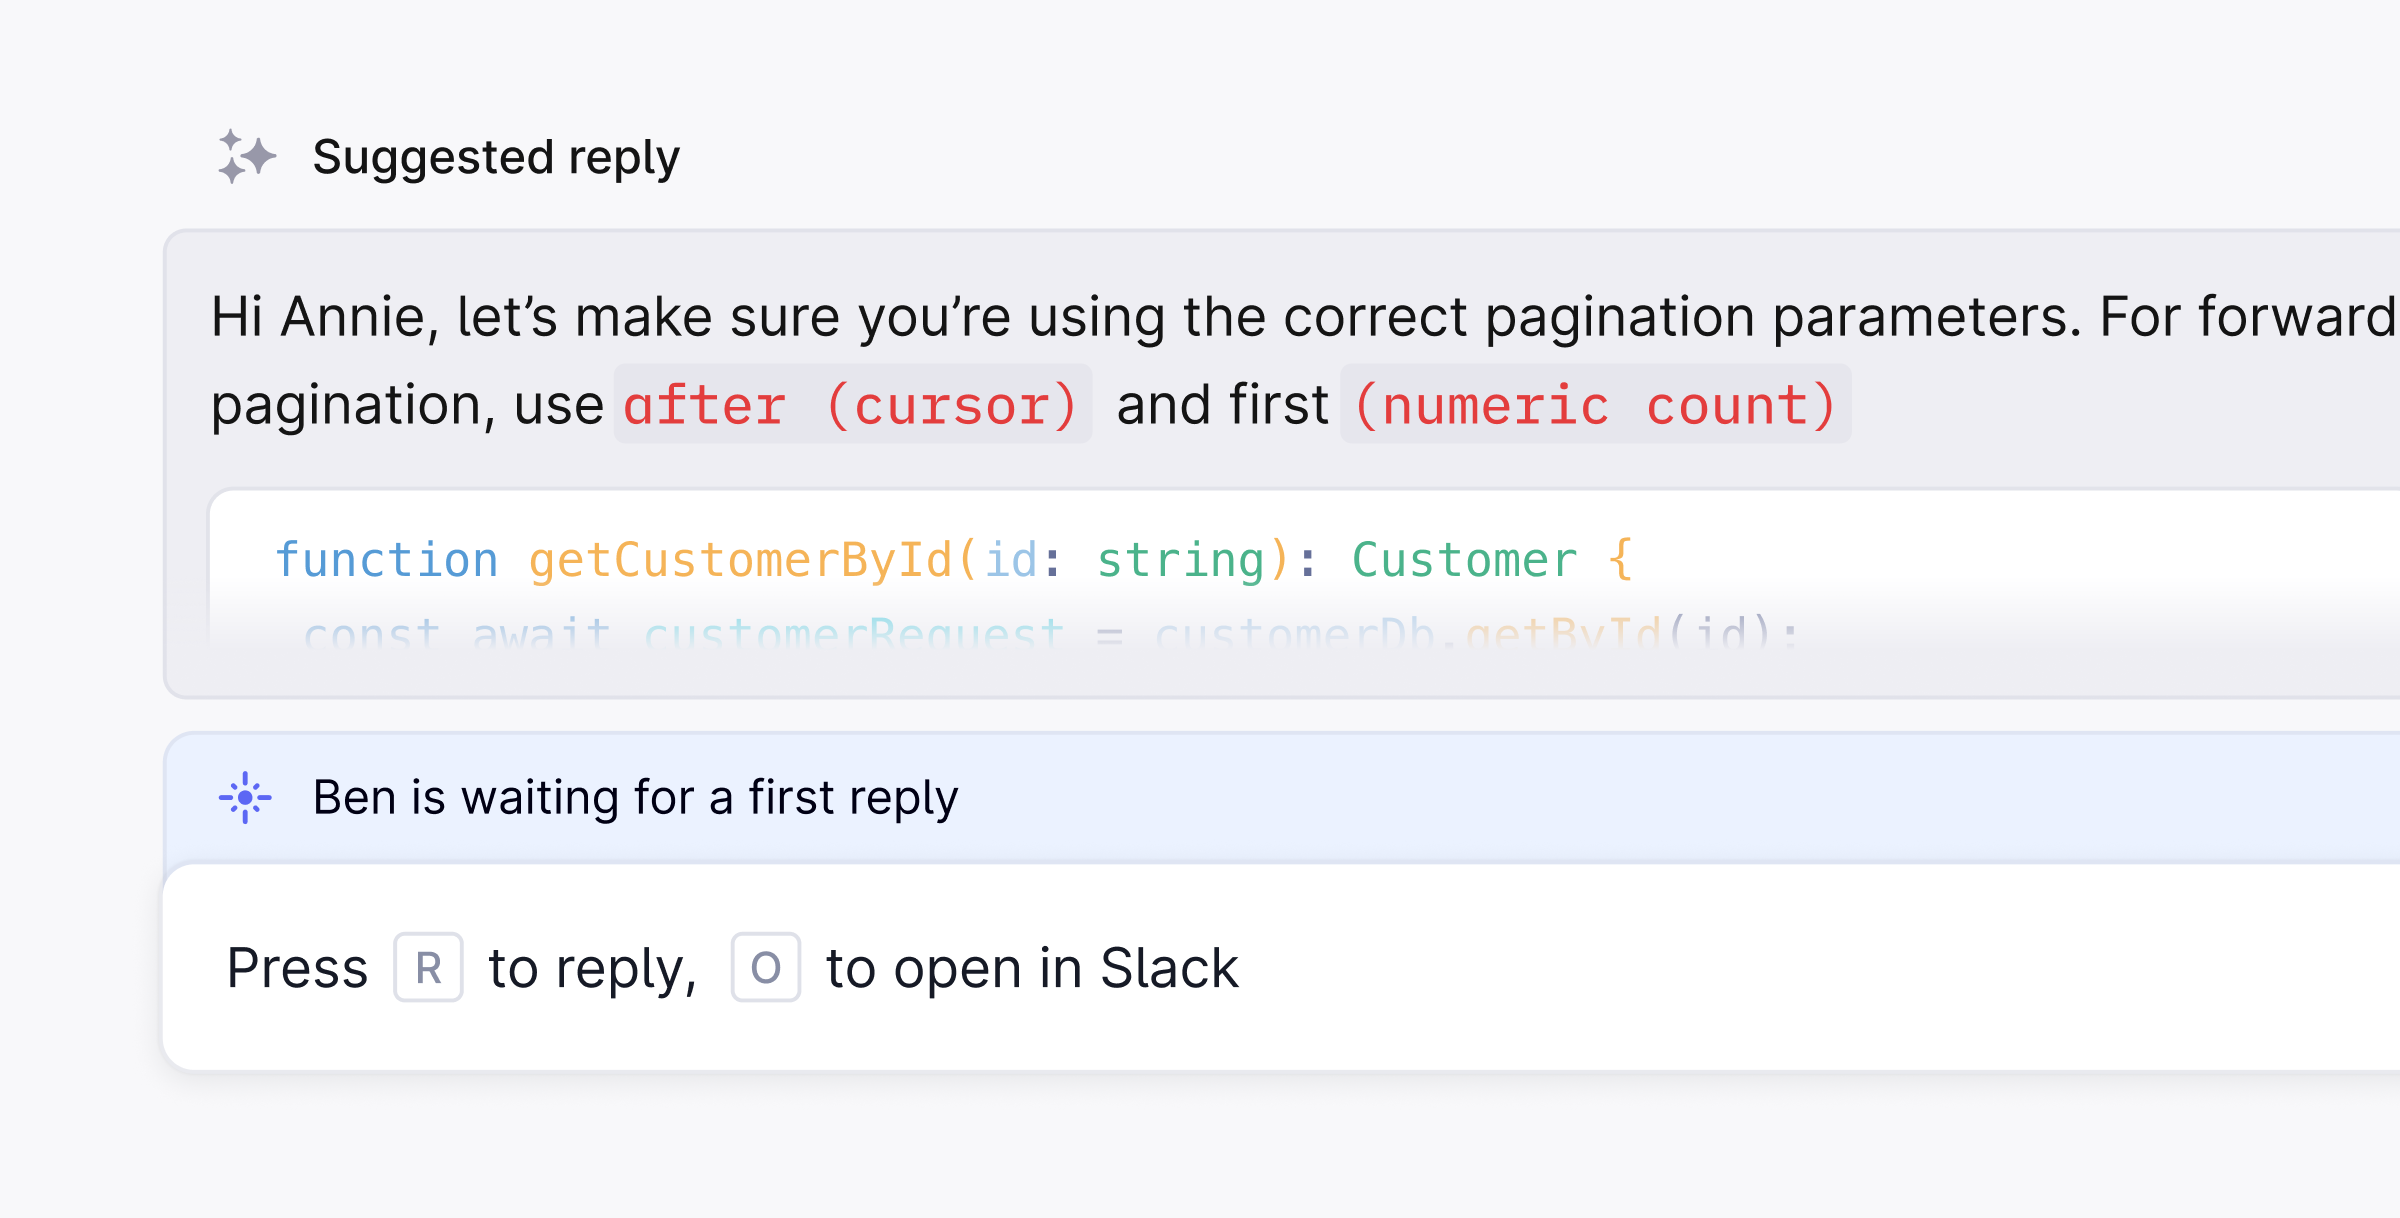 Suggested reply
Hi Annie, let’s make sure you’re using the correct pagination parameters. For forward
pagination, use after (cursor) and first (numeric count)
function getCustomerById(id: string): Customer {
const await customerRequest = customerDb.getById(id);
Ben is waiting for a first reply
Press R to reply, O to open in Slack